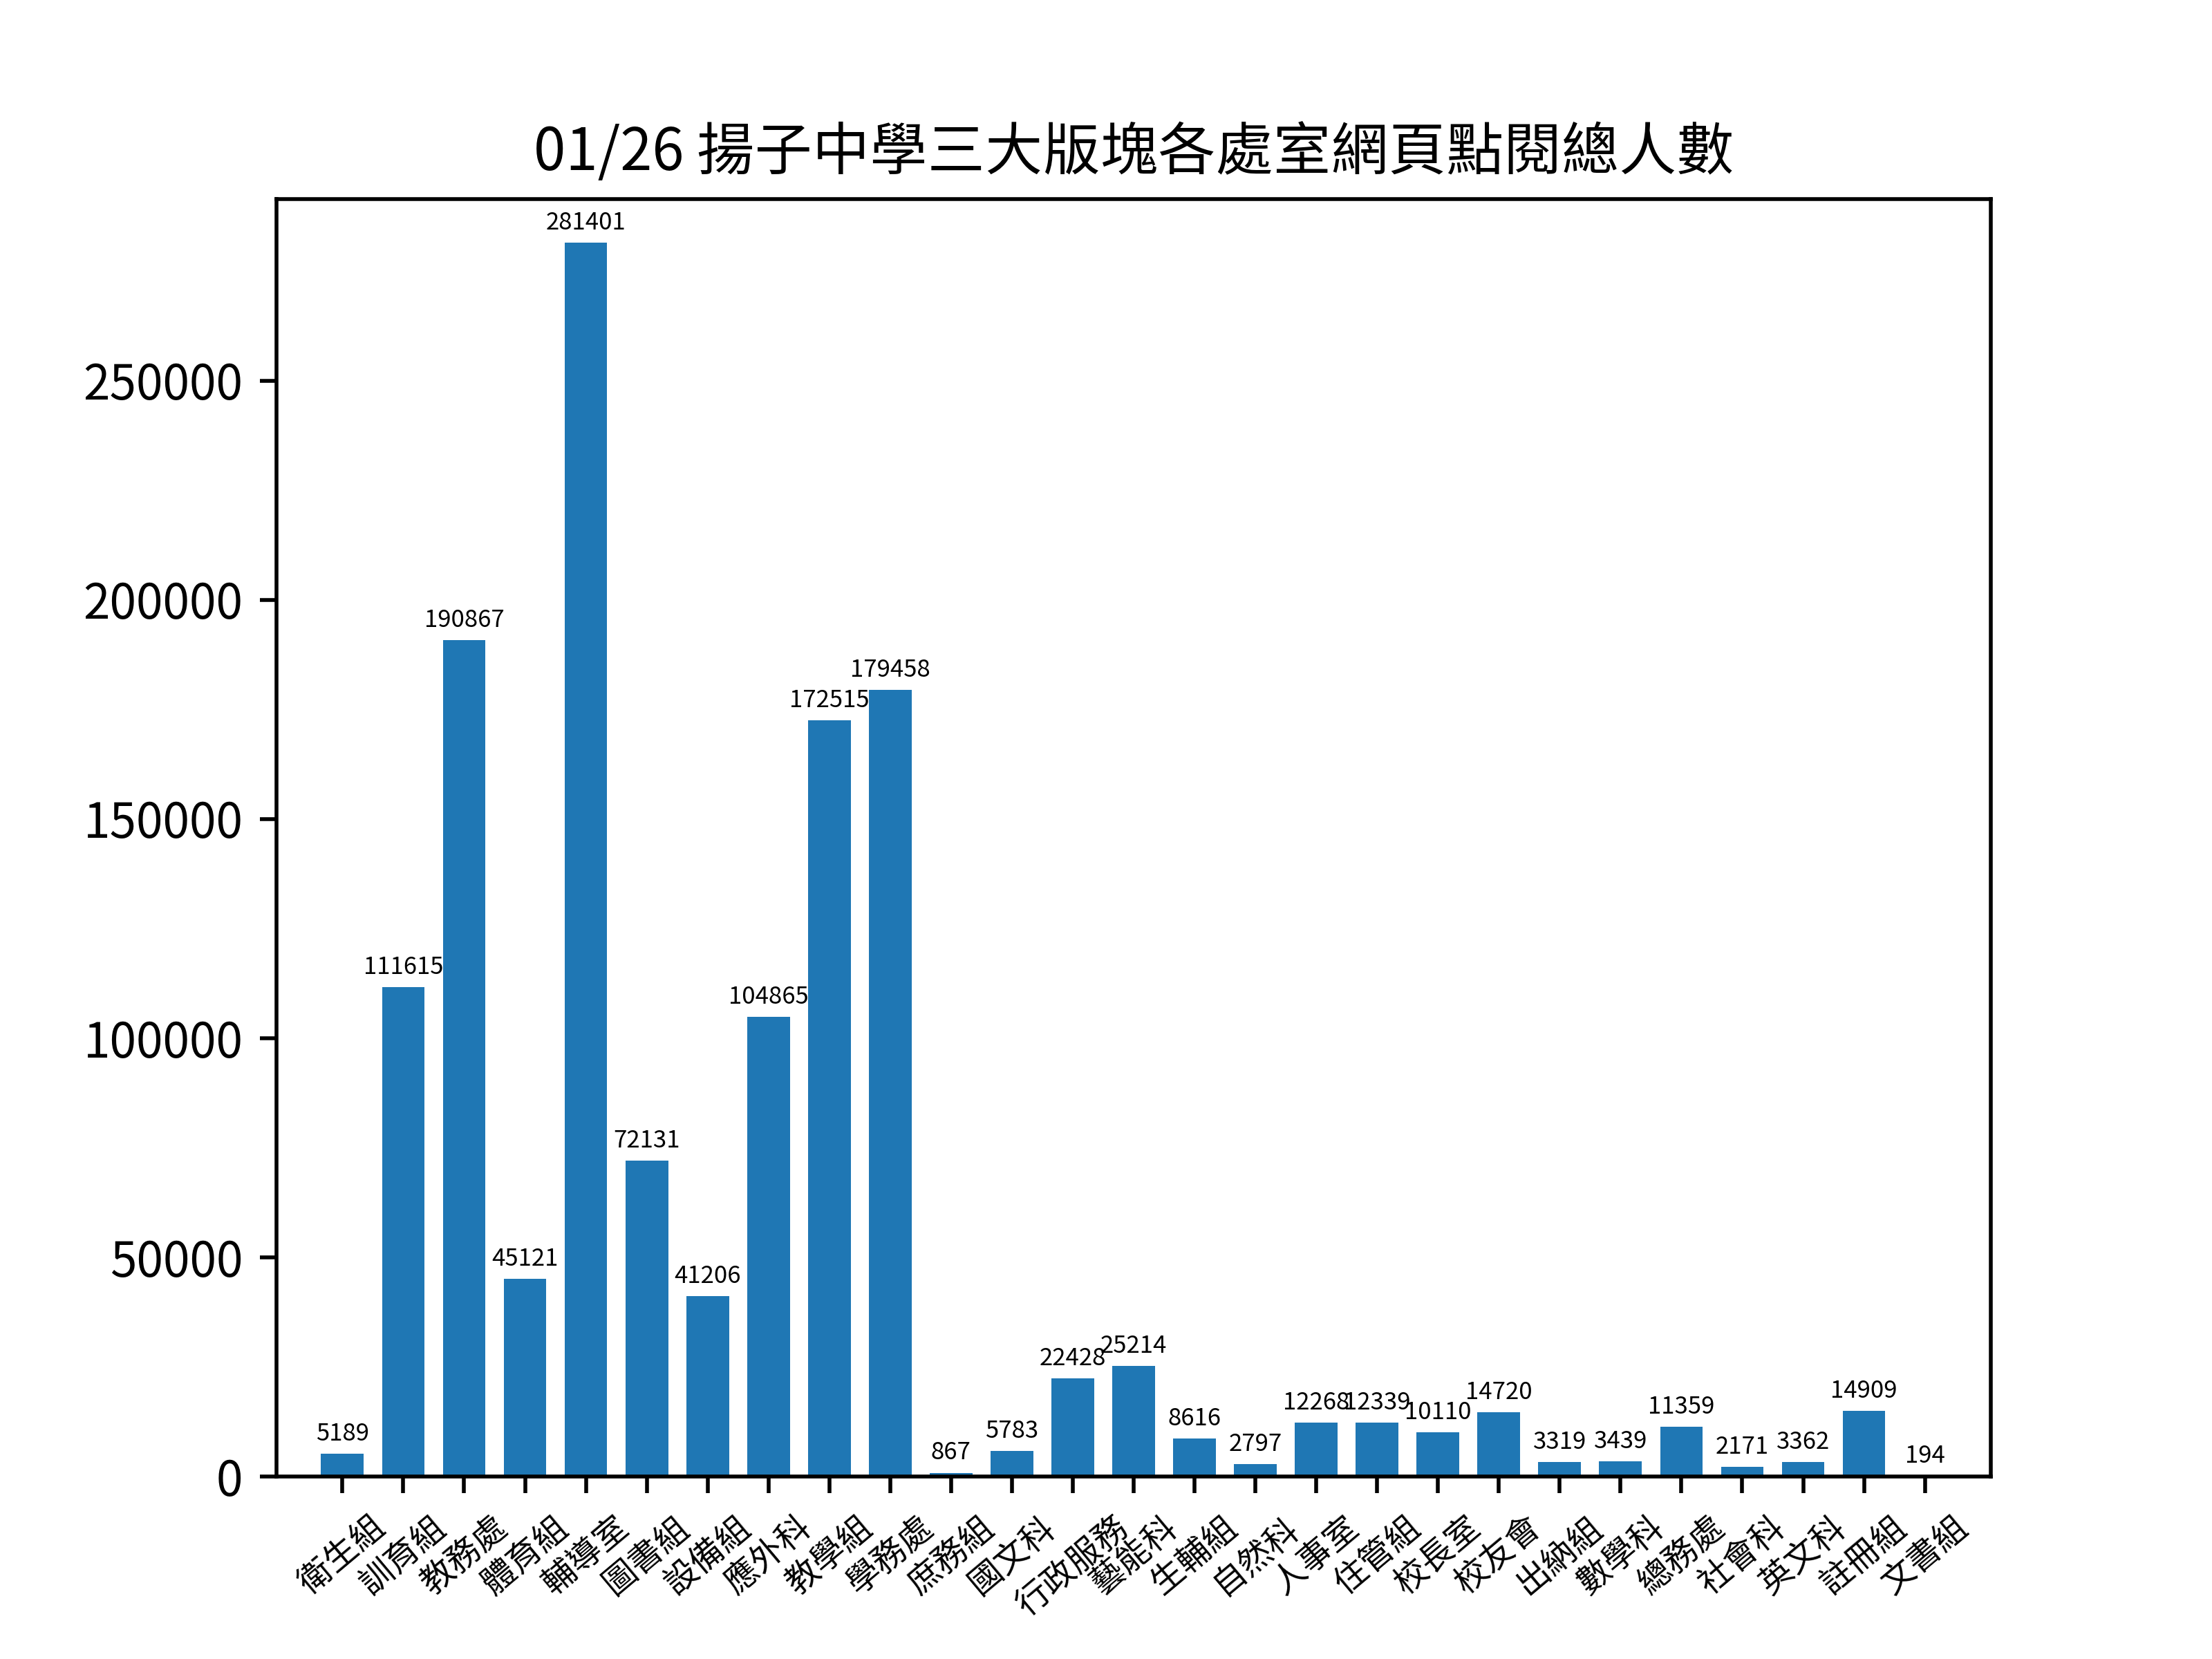 01/26 揚子中學三大版塊各處室網頁點閱總人數
281401
250000
200000
190867
179458
172515
150000
111615
104865
100000
72131
50000
45121
41206
25214
22428
14909
14720
12339
12268
11359
10110
8616
5783
5189
3439
3362
3319
2797
2171
867
194
0
衛生組
訓育組
教務處
體育組
輔導室
圖書組
設備組
應外科
教學組
學務處
庶務組
國文科
行政服務
藝能科
生輔組
自然科
人事室
住管組
校長室
校友會
出納組
數學科
總務處
社會科
英文科
註冊組
文書組